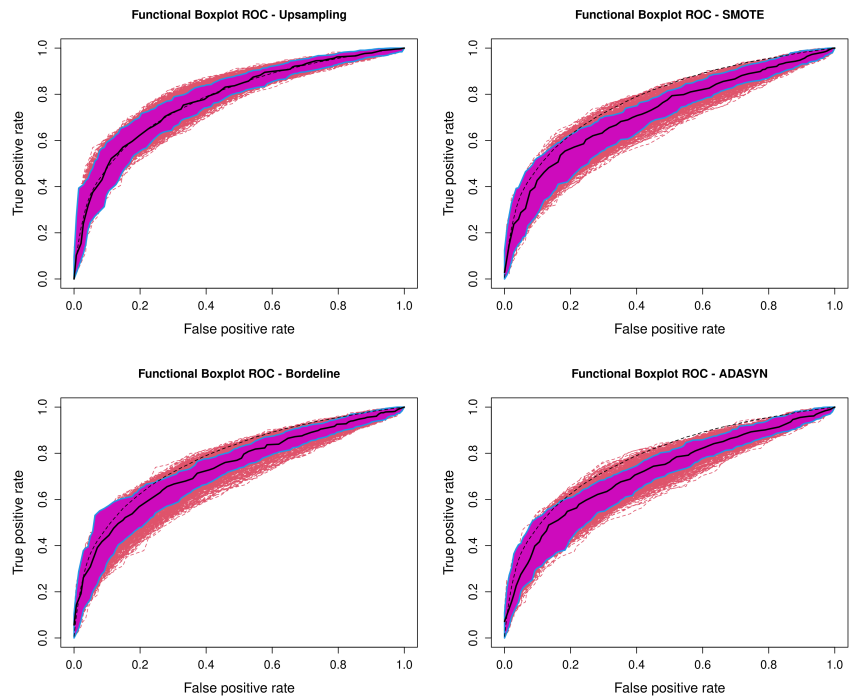 Functional Boxplot ROC - Upsampling
1.0
0.8
0.6
0.4
0.2
0.0
True positive rate
0.0 0.2 0.4 0.6 0.8 1.0
False positive rate
Functional Boxplot ROC - SMOTE
1.0
0.8
0.6
0.4
0.2
0.0
True positive rate
0.0 0.2 0.4 0.6 0.8 1.0
False positive rate
Functional Boxplot ROC - Bordeline
1.0
0.8
0.6
0.4
0.2
0.0
True positive rate
0.0 0.2 0.4 0.6 0.8 1.0
False positive rate
Functional Boxplot ROC - ADASYN
1.0
0.8
0.6
0.4
0.2
0.0
True positive rate
0.0 0.2 0.4 0.6 0.8 1.0
False positive rate